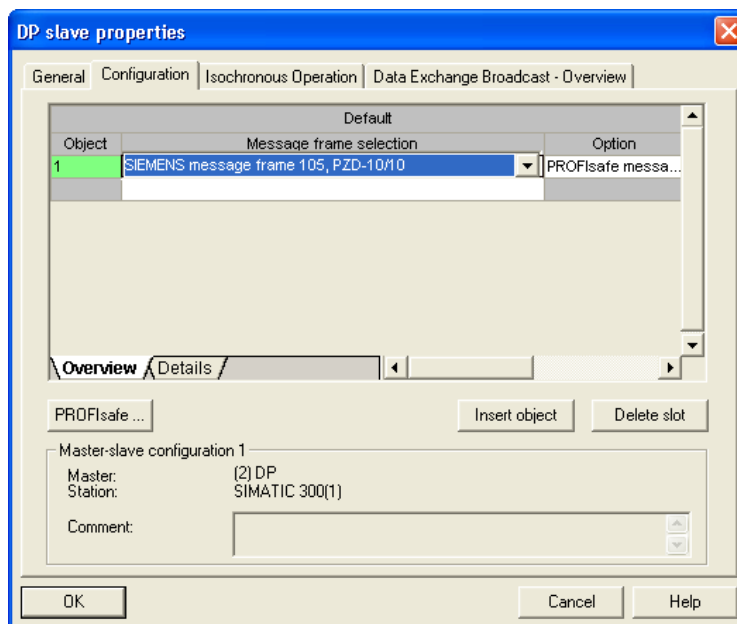 DP slave properties
General Configuration Isochronous Operation Data Exchange Broadcast - Overview
Default
Object Message frame selection Option
1 SIEMENS message frame 105, PZD-10/10 PROFIsafe messa...
Overview Details
PROFIsafe ... Insert object Delete slot
Master-slave configuration 1
Master: (2) DP
Station: SIMATIC 300(1)
Comment:
OK Cancel Help